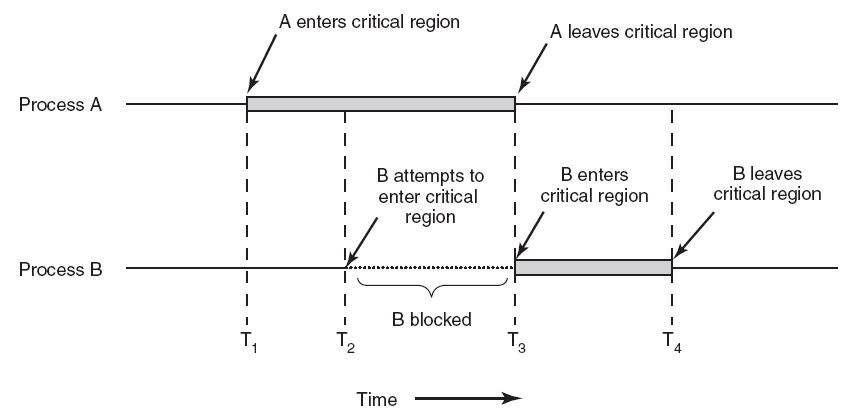 A enters critical region
A leaves critical region
Process A
B attempts to
enter critical
region
B enters
critical region
B leaves
critical region
Process B
B blocked
T1
T2
T3
T4
Time